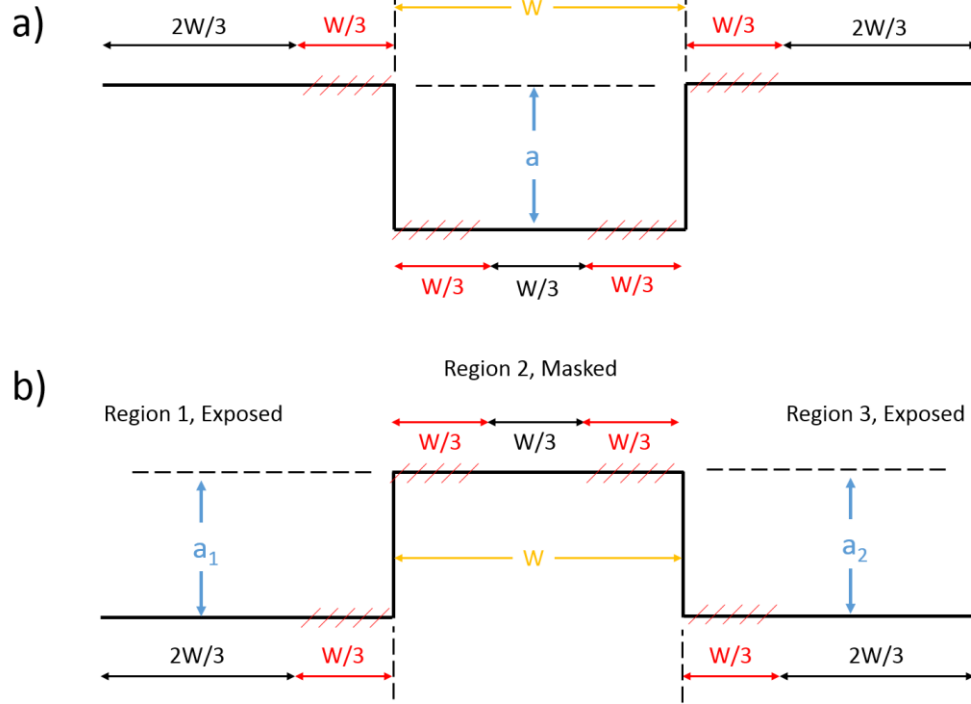 a)
W
2W/3
W/3
W/3
2W/3
a
W/3
W/3
W/3
b)
Region 2, Masked
Region 1, Exposed
Region 3, Exposed
W/3
W/3
W/3
a1
W
a2
2W/3
W/3
W/3
2W/3